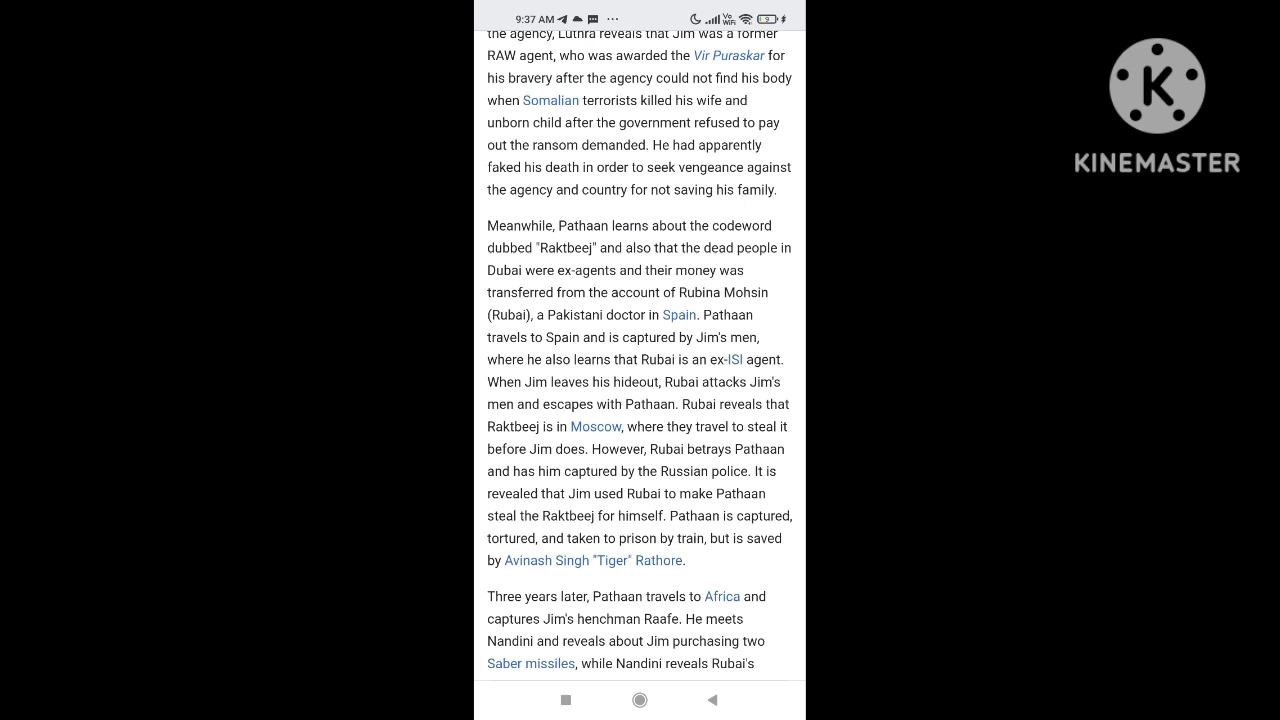 9:37 AM
Vo
WiFi
9
KINEMASTER
K
the agency, Luthra reveals that Jim was a former
RAW agent, who was awarded the Vir Puraskar for
his bravery after the agency could not find his body
when Somalian terrorists killed his wife and
unborn child after the government refused to pay
out the ransom demanded. He had apparently
faked his death in order to seek vengeance against
the agency and country for not saving his family.
Meanwhile, Pathaan learns about the codeword
dubbed "Raktbeej" and also that the dead people in
Dubai were ex-agents and their money was
transferred from the account of Rubina Mohsin
(Rubai), a Pakistani doctor in Spain. Pathaan
travels to Spain and is captured by Jim's men,
where he also learns that Rubai is an ex-ISI agent.
When Jim leaves his hideout, Rubai attacks Jim's
men and escapes with Pathaan. Rubai reveals that
Raktbeej is in Moscow, where they travel to steal it
before Jim does. However, Rubai betrays Pathaan
and has him captured by the Russian police. It is
revealed that Jim used Rubai to make Pathaan
steal the Raktbeej for himself. Pathaan is captured,
tortured, and taken to prison by train, but is saved
by Avinash Singh "Tiger" Rathore.
Three years later, Pathaan travels to Africa and
captures Jim's henchman Raafe. He meets
Nandini and reveals about Jim purchasing two
Saber missiles, while Nandini reveals Rubai's